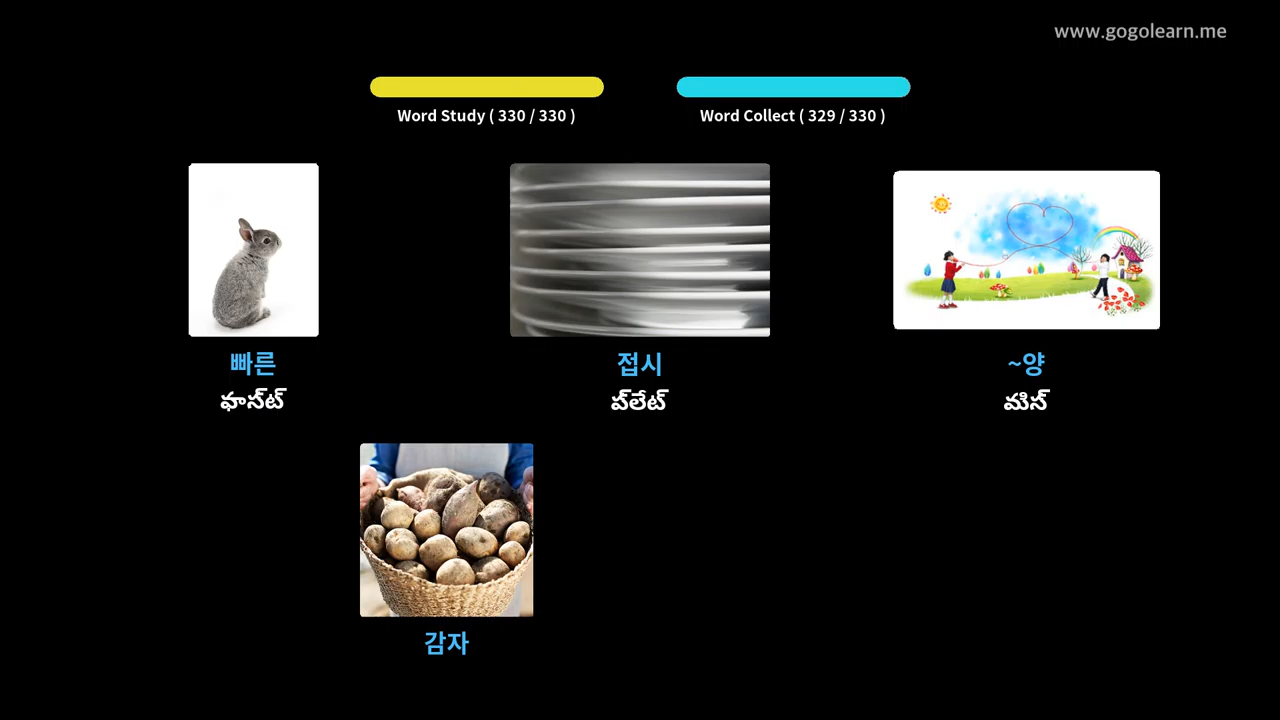 www.gogolearn.me
Word Study ( 330 / 330 )
Word Collect ( 329 / 330 )
빠른
ఫాస్ట్
접시
ప్లేట్
~양
మిస్
감자